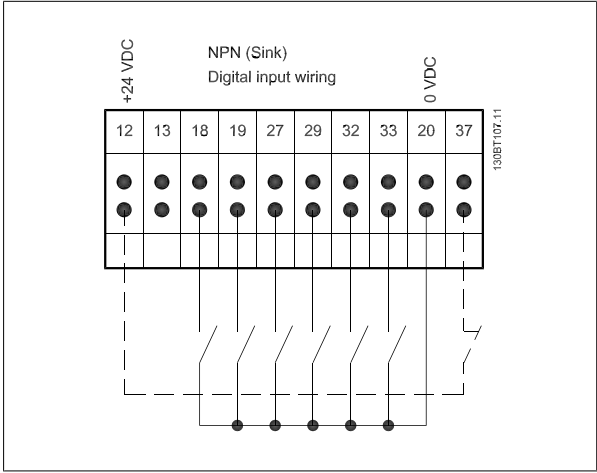 NPN (Sink)
Digital input wiring
+24 VDC
0 VDC
12 13 18 19 27 29 32 33 20 37
130BT107.11